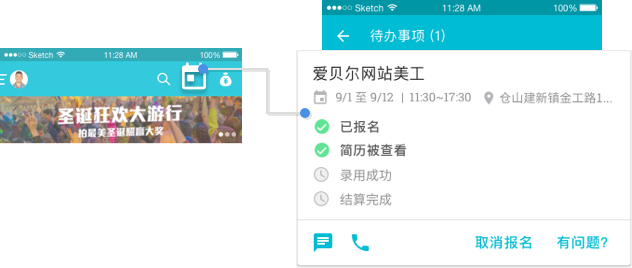 Sketch 11:28 AM 100%
圣诞狂欢大游行
拍最美圣诞照赢大奖
Sketch 11:28 AM 100%
待办事项 (1)
爱贝尔网站美工
9/1 至 9/12 | 11:30~17:30 仓山建新镇金工路1...
已报名
简历被查看
录用成功
结算完成
取消报名 有问题?